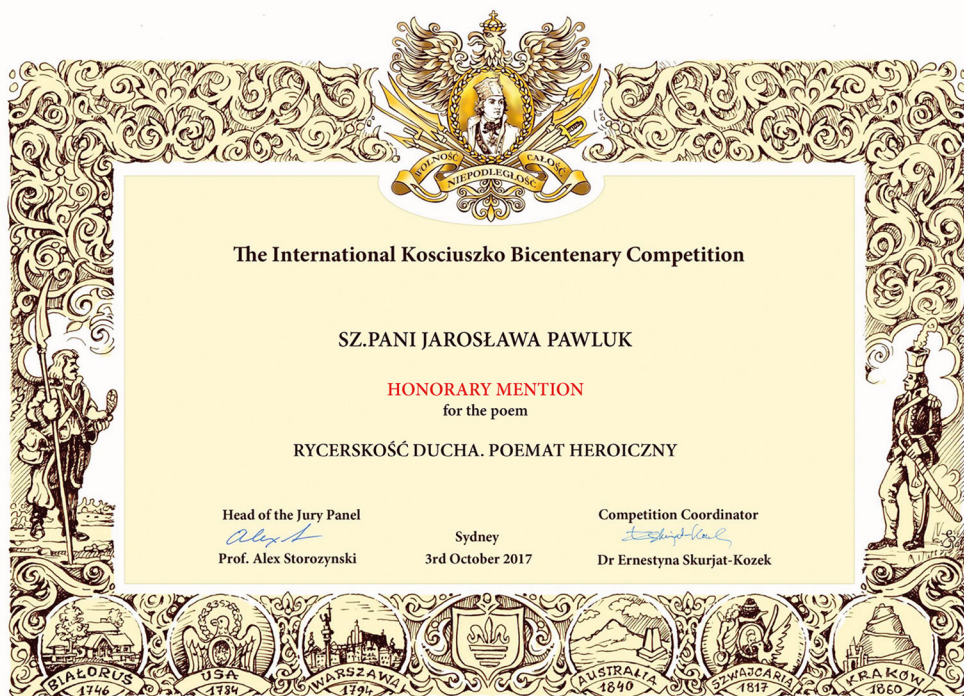 WOLNOŚĆ
CAŁOŚĆ
NIEPODLEGŁOŚĆ
The International Kosciuszko Bicentenary Competition
SZ.PANI JAROSŁAWA PAWLUK
HONORARY MENTION
for the poem
RYCERSKOŚĆ DUCHA. POEMAT HEROICZNY
Head of the Jury Panel
Prof. Alex Storozynski
Sydney
3rd October 2017
Competition Coordinator
Dr Ernestyna Skurjat-Kozek
BIAŁORUŚ
1746
USA
1784
WARSZAWA
1794
AUSTRALIA
1840
SZWAJCARIA
1817
KRAKÓW